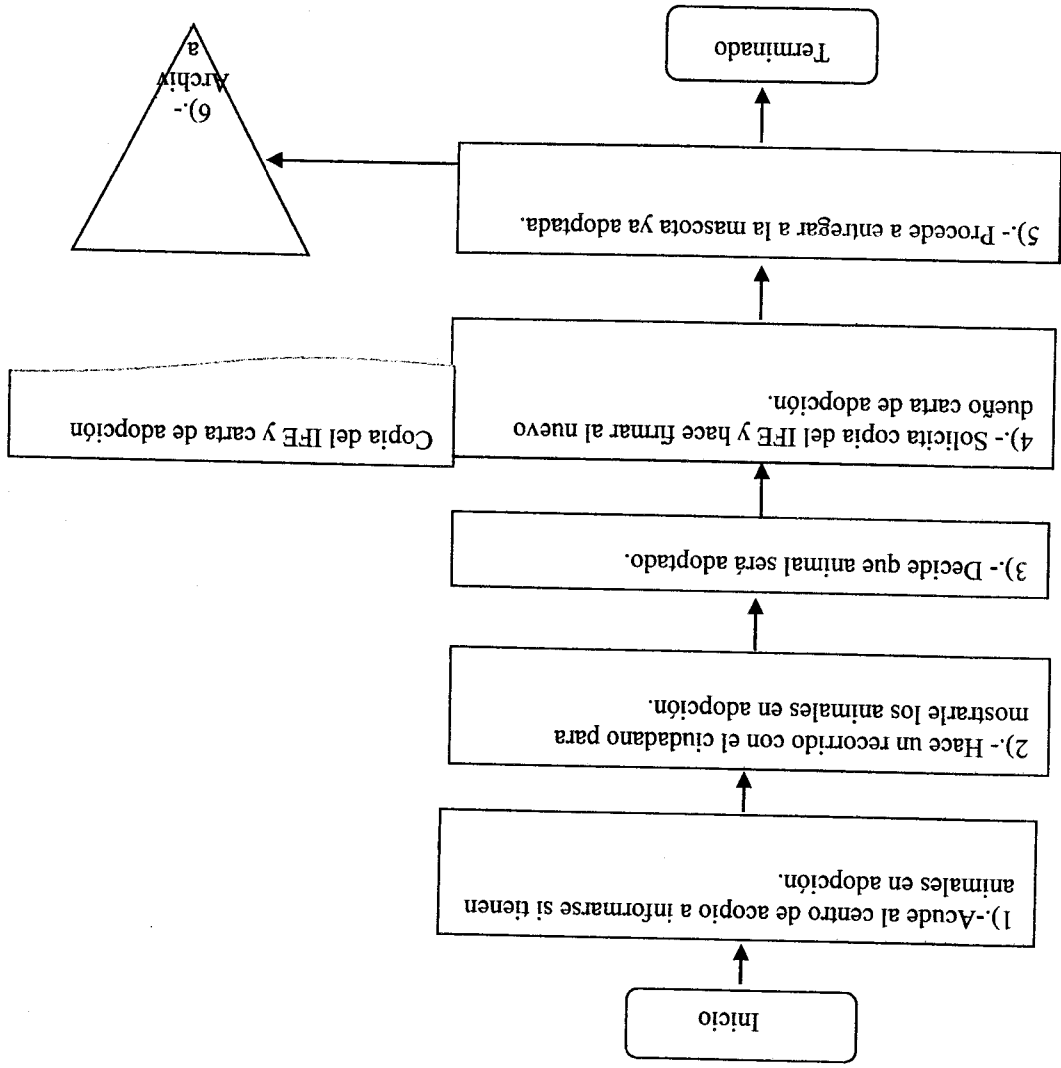 Inicio
1).-Acude al centro de acopio a informarse si tienen
animales en adopción.
2).- Hace un recorrido con el ciudadano para
mostrarle los animales en adopción.
3).- Decide que animal será adoptado.
4).- Solicita copia del IFE y hace firmar al nuevo
dueño carta de adopción.
Copia del IFE y carta de adopción
5).- Procede a entregar a la mascota ya adoptada.
6).-
Archiv
a
Terminado